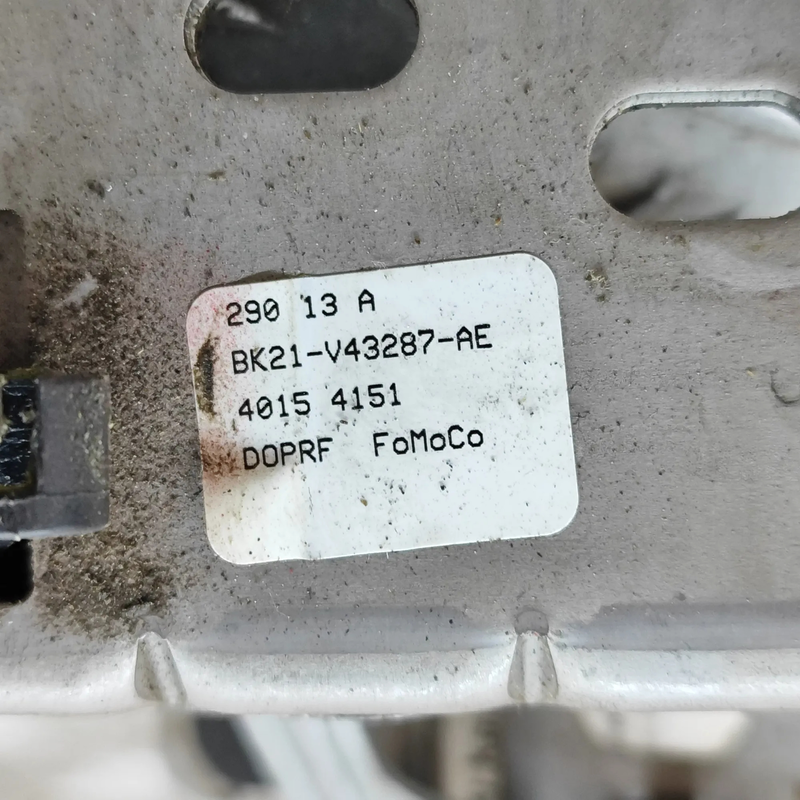 290 13 A
BK21-V43287-AE
4015 4151
DOPRF FoMoCo